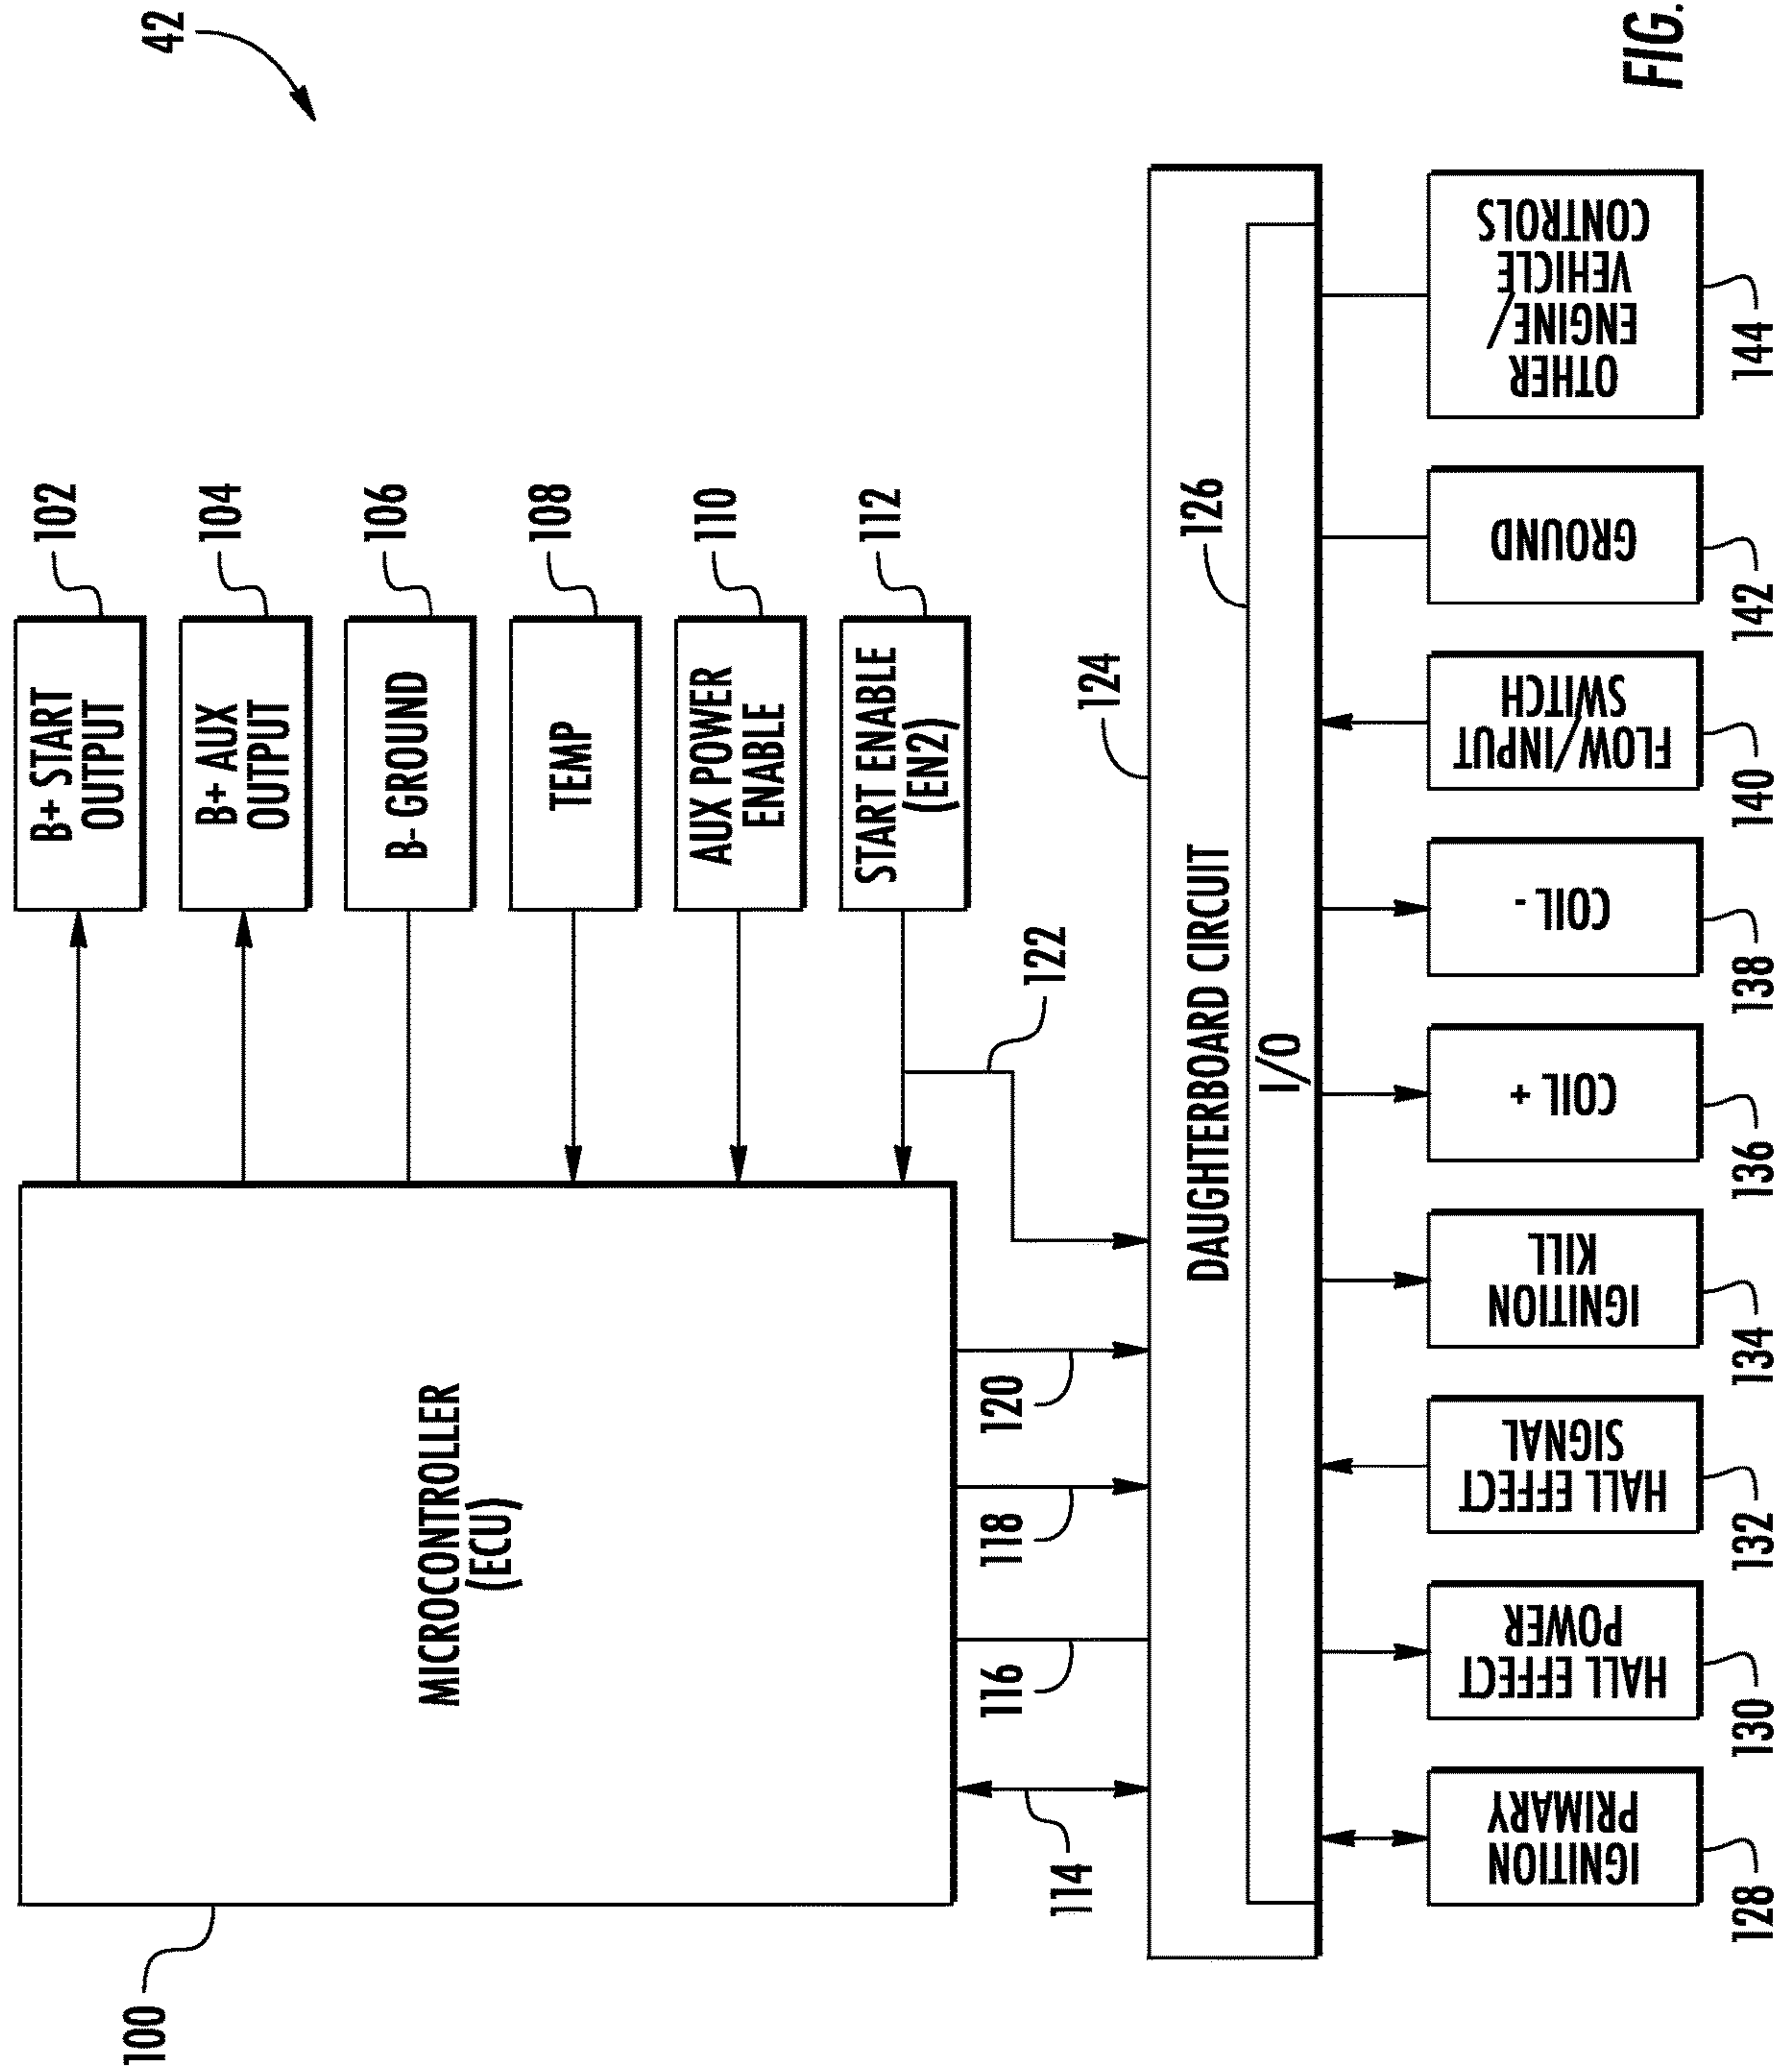 42
100
MICROCONTROLLER
(ECU)
B+ START
OUTPUT
102
B+ AUX
OUTPUT
104
B- GROUND
106
TEMP
108
AUX POWER
ENABLE
110
START ENABLE
(EN2)
112
114
116
118
120
122
124
DAUGHTERBOARD CIRCUIT
126
I/O
IGNITION
PRIMARY
128
HALL EFFECT
POWER
130
HALL EFFECT
SIGNAL
132
IGNITION
KILL
134
COIL +
136
COIL -
138
FLOW/INPUT
SWITCH
140
GROUND
142
OTHER
ENGINE/
VEHICLE
CONTROLS
144
FIG.